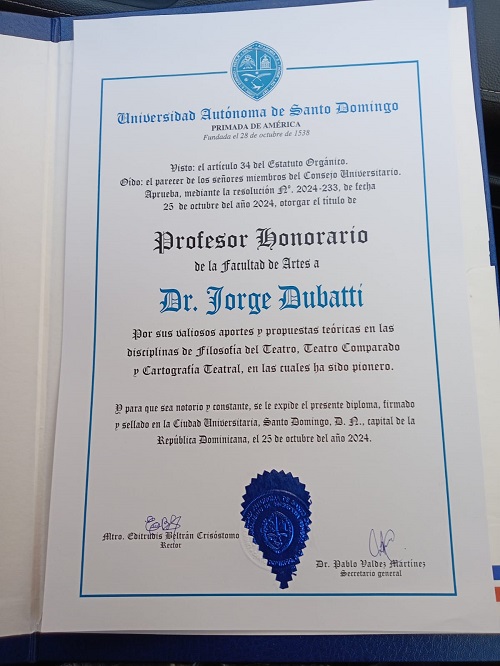 Universidad Autónoma de Santo Domingo
PRIMADA DE AMÉRICA
Fundada el 28 de octubre de 1538
Visto: el artículo 34 del Estatuto Orgánico.
Oído: el parecer de los señores miembros del Consejo Universitario.
Aprueba, mediante la resolución Nº. 2024-233, de fecha
25 de octubre del año 2024, otorgar el título de
Profesor Honorario
de la Facultad de Artes a
Dr. Jorge Dubatti
Por sus valiosos aportes y propuestas teóricas en las
disciplinas de Filosofía del Teatro, Teatro Comparado
y Cartografía Teatral, en las cuales ha sido pionero.
Y para que sea notorio y constante, se le expide el presente diploma, firmado
y sellado en la Ciudad Universitaria, Santo Domingo, D. N., capital de la
República Dominicana, el 25 de octubre del año 2024.
Mtro. Editrudis Beltrán Crisóstomo
Rector
Dr. Pablo Valdez Martínez
Secretario general